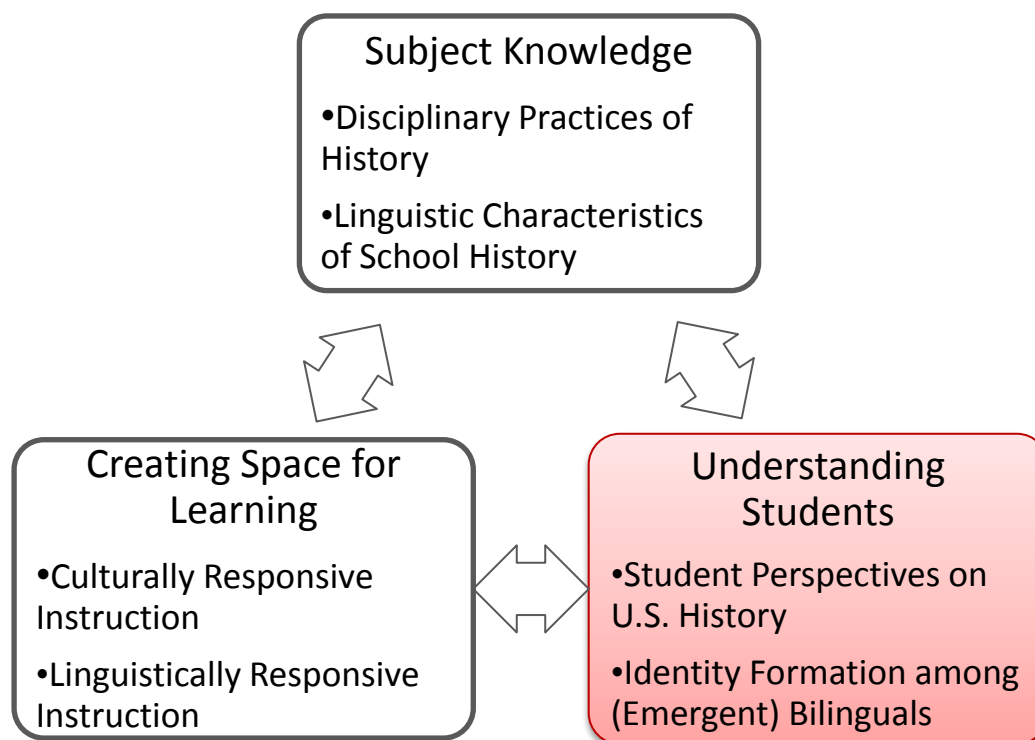 Subject Knowledge
•Disciplinary Practices of
History
•Linguistic Characteristics
of School History
Creating Space for
Learning
•Culturally Responsive
Instruction
•Linguistically Responsive
Instruction
Understanding
Students
•Student Perspectives on
U.S. History
•Identity Formation among
(Emergent) Bilinguals